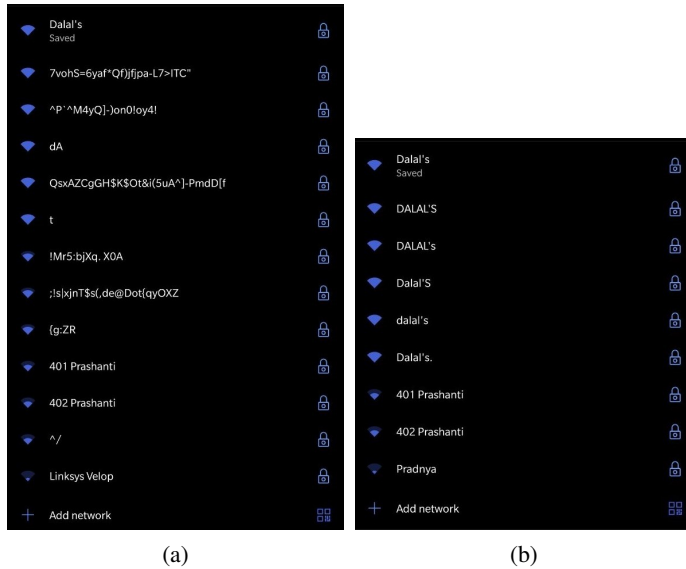 Dalal's
Saved
7vohS=6yaf*Qf)jfjpa-L7>ITC"
^P`^M4yQ]-)on0!oy4!
dA
QsxAZCgGH$K$Ot&i(5uA^]-PmdD[f
t
!Mr5:bjXq. X0A
;!s|xjnT$s(,de@Dot{qyOXZ
{g:ZR
401 Prashanti
402 Prashanti
^/
Linksys Velop
Add network
(a)
Dalal's
Saved
DALAL'S
DALAL's
Dalal'S
dalal's
Dalal's.
401 Prashanti
402 Prashanti
Pradnya
Add network
(b)